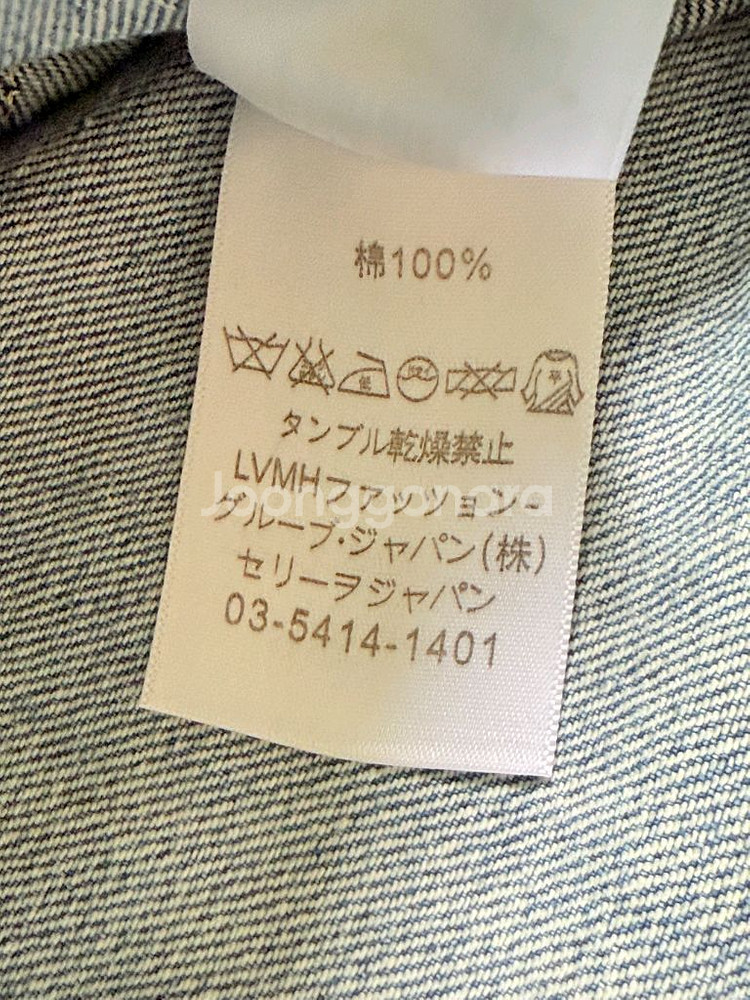 棉100%
低
タンブル乾燥禁止
LVMHファッション-
グループ・ジャパン(株)
セリーヌジャパン
03-5414-1401
Joonggonara